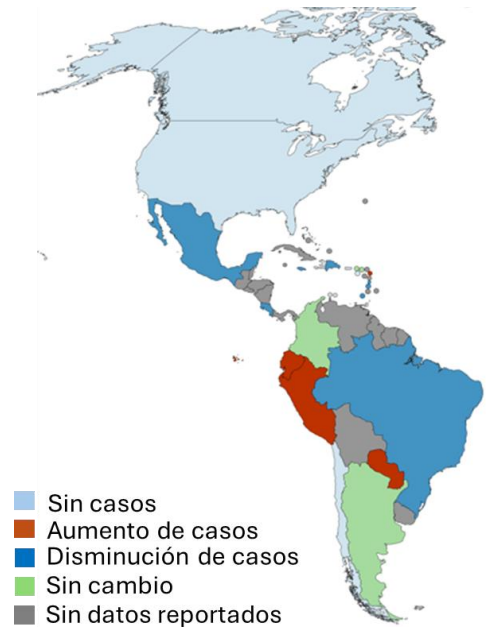 Sin casos
Aumento de casos
Disminución de casos
Sin cambio
Sin datos reportados